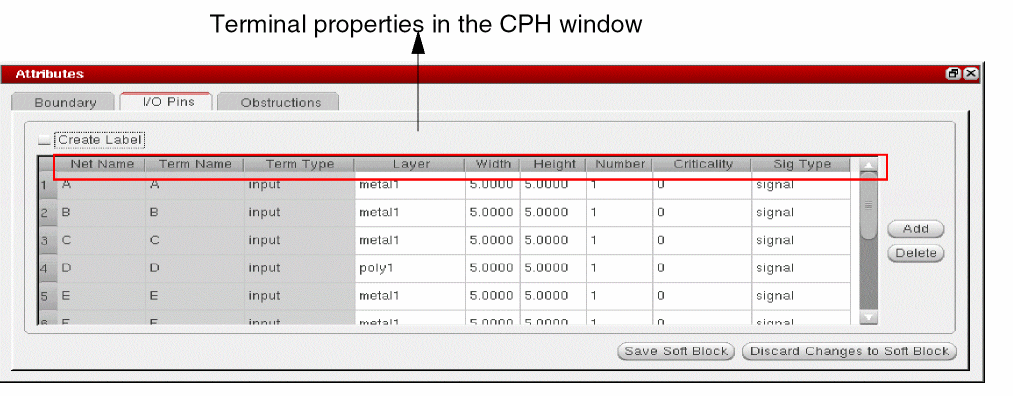 Terminal properties in the CPH window
Attributes
Boundary I/O Pins Obstructions
Create Label
Net Name Term Name Term Type Layer Width Height Number Criticality Sig Type
1 A A input metal1 5.0000 5.0000 1 0 signal
2 B B input metal1 5.0000 5.0000 1 0 signal
3 C C input metal1 5.0000 5.0000 1 0 signal
4 D D input poly1 5.0000 5.0000 1 0 signal
5 E E input metal1 5.0000 5.0000 1 0 signal
6 F F input metal1 5.0000 5.0000 1 0 signal
Add
Delete
Save Soft Block Discard Changes to Soft Block